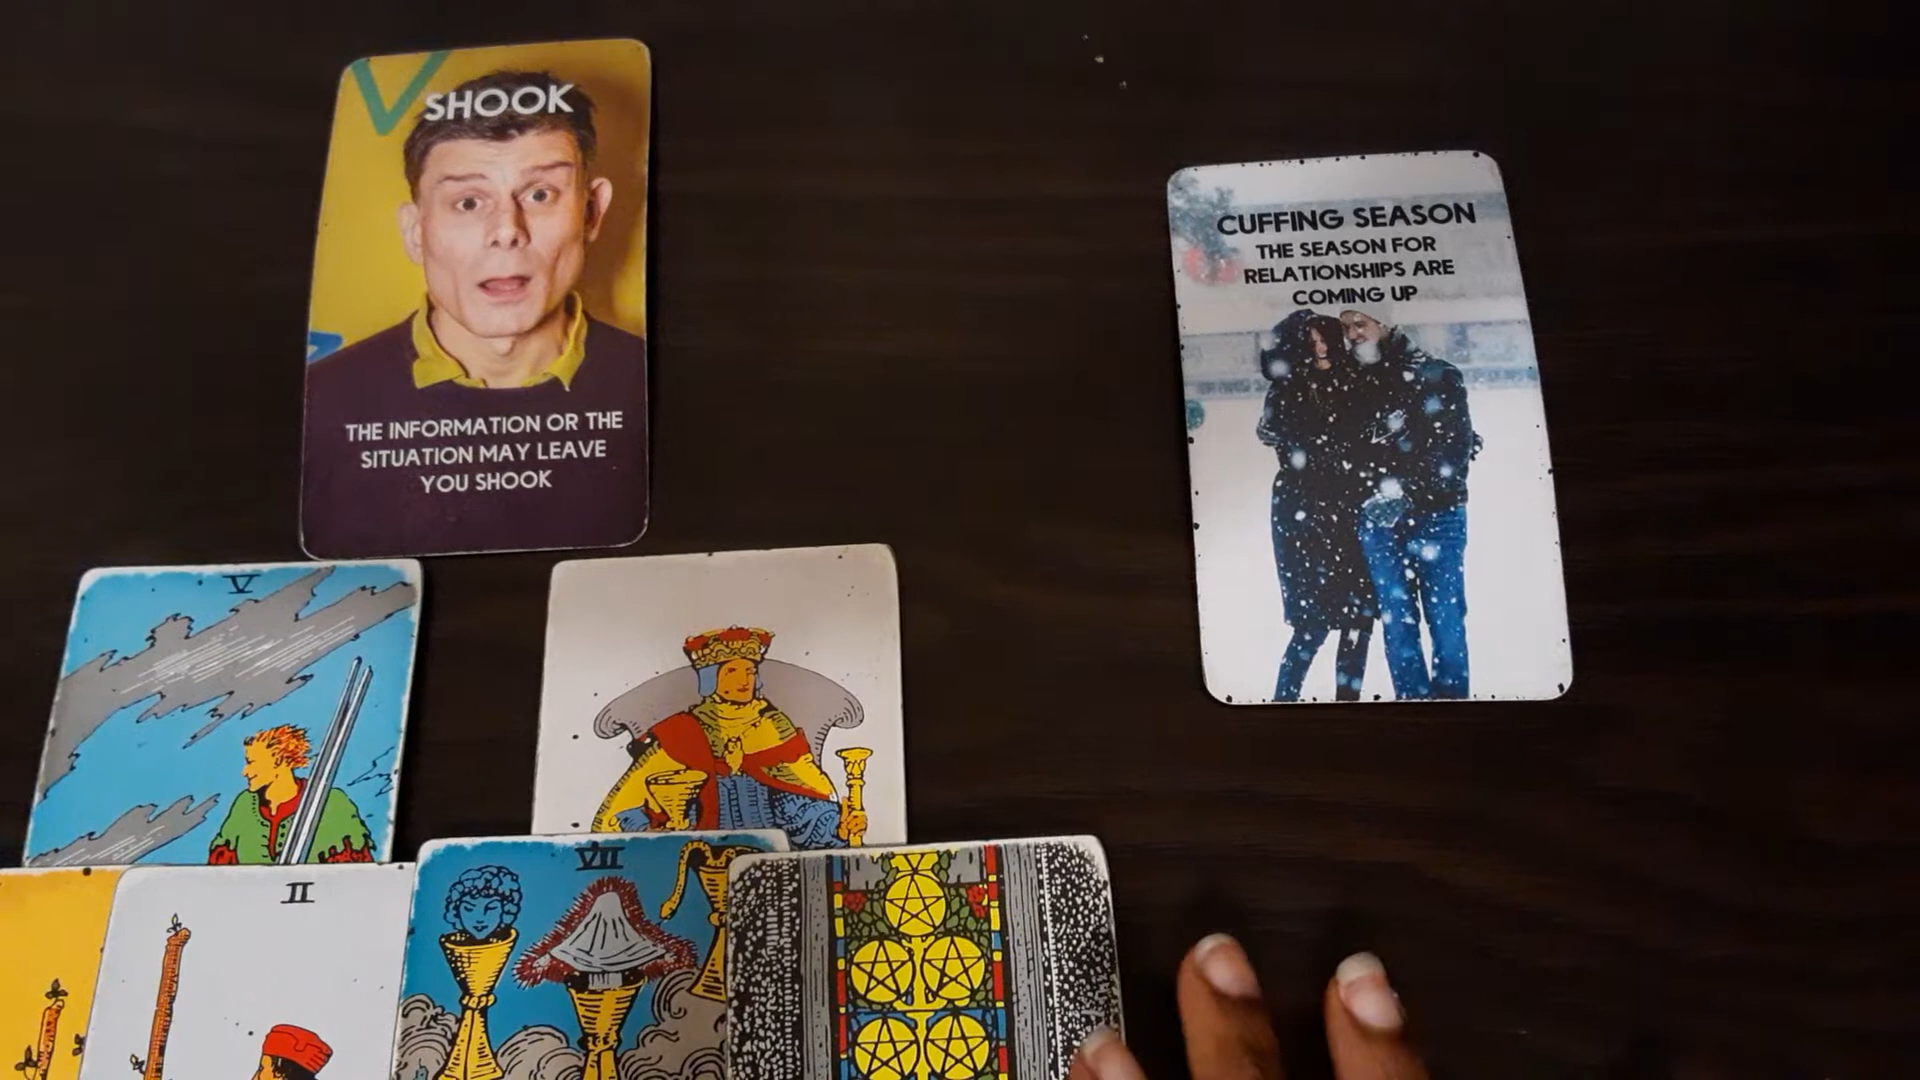 SHOOK
THE INFORMATION OR THE
SITUATION MAY LEAVE
YOU SHOOK
CUFFING SEASON
THE SEASON FOR
RELATIONSHIPS ARE
COMING UP
V
II
VII